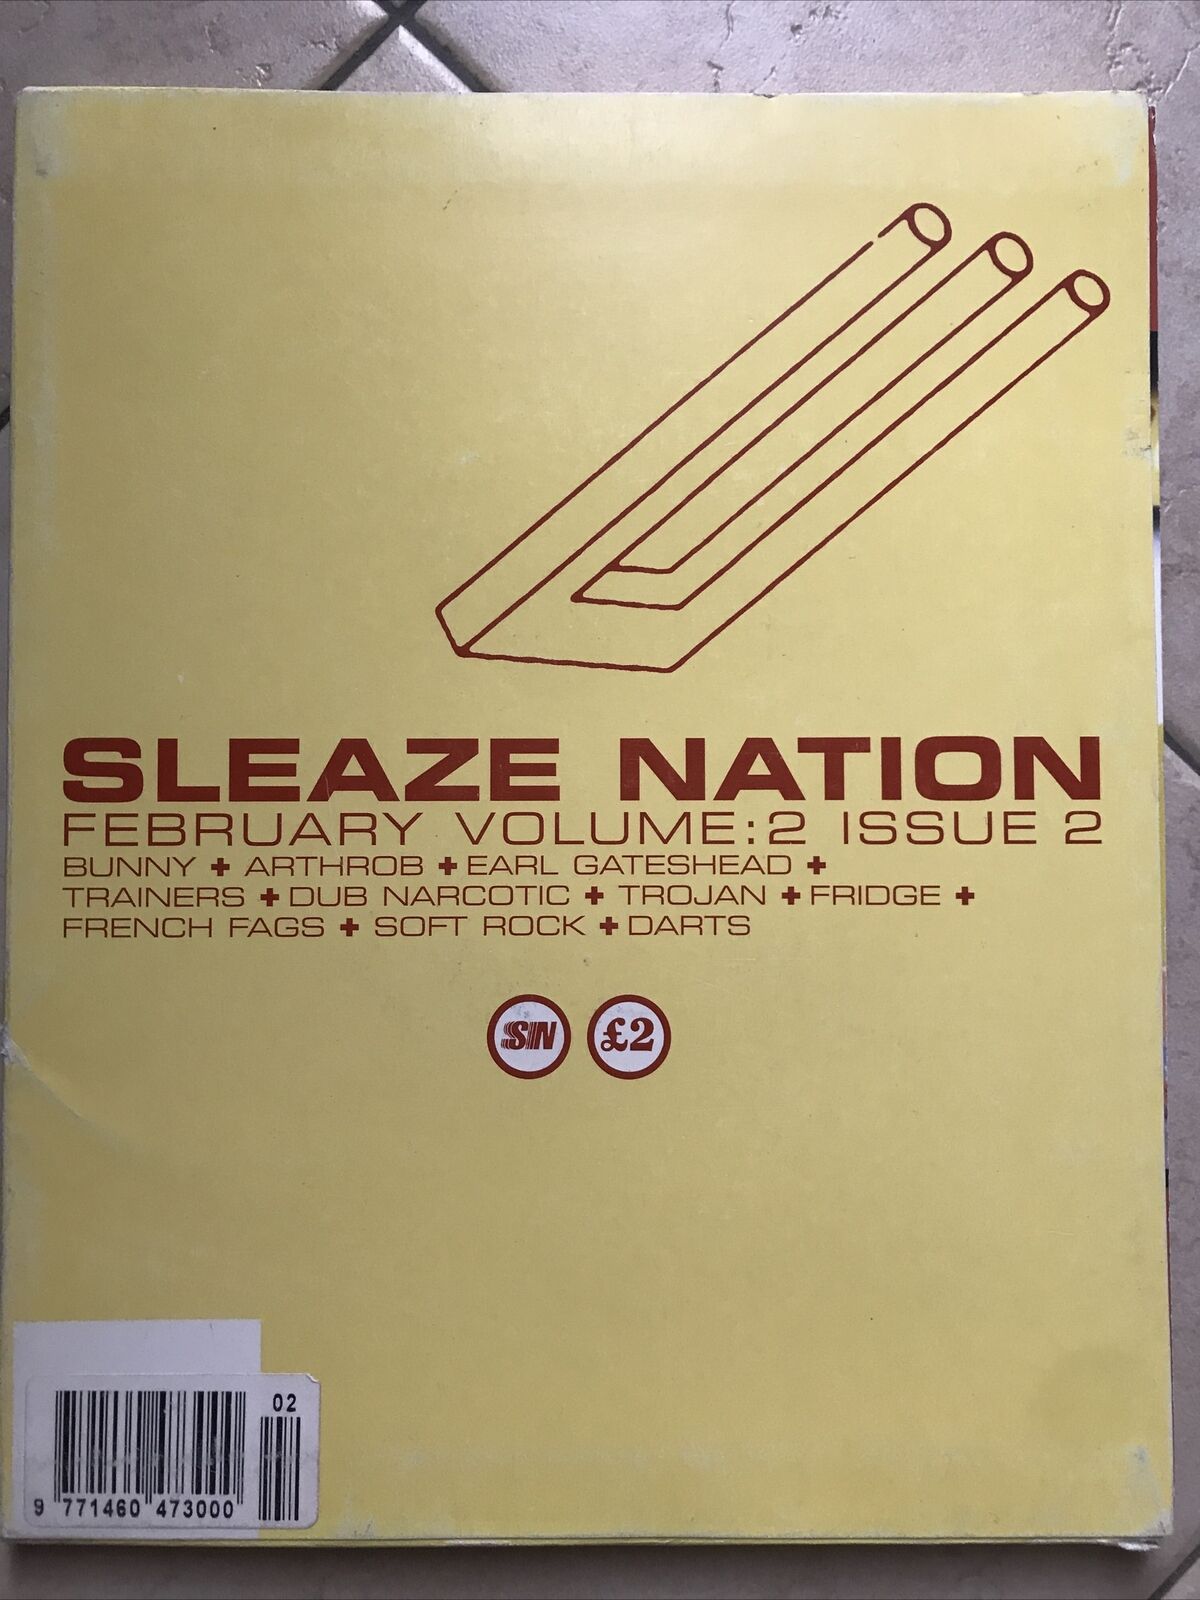 SLEAZE NATION
FEBRUARY VOLUME:2 ISSUE 2
BUNNY + ARTHROB + EARL GATESHEAD +
TRAINERS + DUB NARCOTIC + TROJAN + FRIDGE +
FRENCH FAGS + SOFT ROCK + DARTS
SN £2
02
9 771460 473000